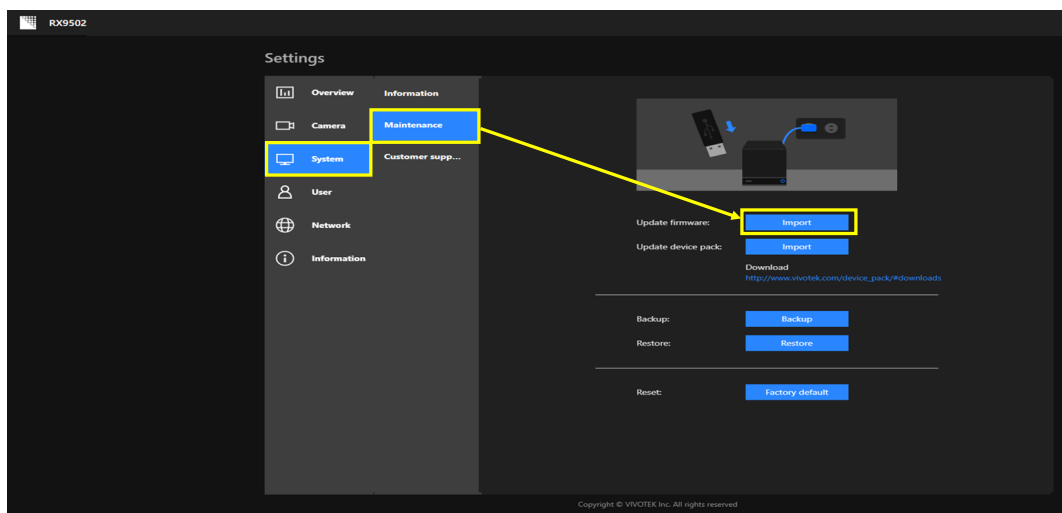 RX9502
Settings
Overview
Camera
System
User
Network
Information
Information
Maintenance
Customer supp...
Update firmware: Import
Update device pack: Import
Download
http://www.vivotek.com/device_pack/#downloads
Backup: Backup
Restore: Restore
Reset: Factory default
Copyright © VIVOTEK Inc. All rights reserved